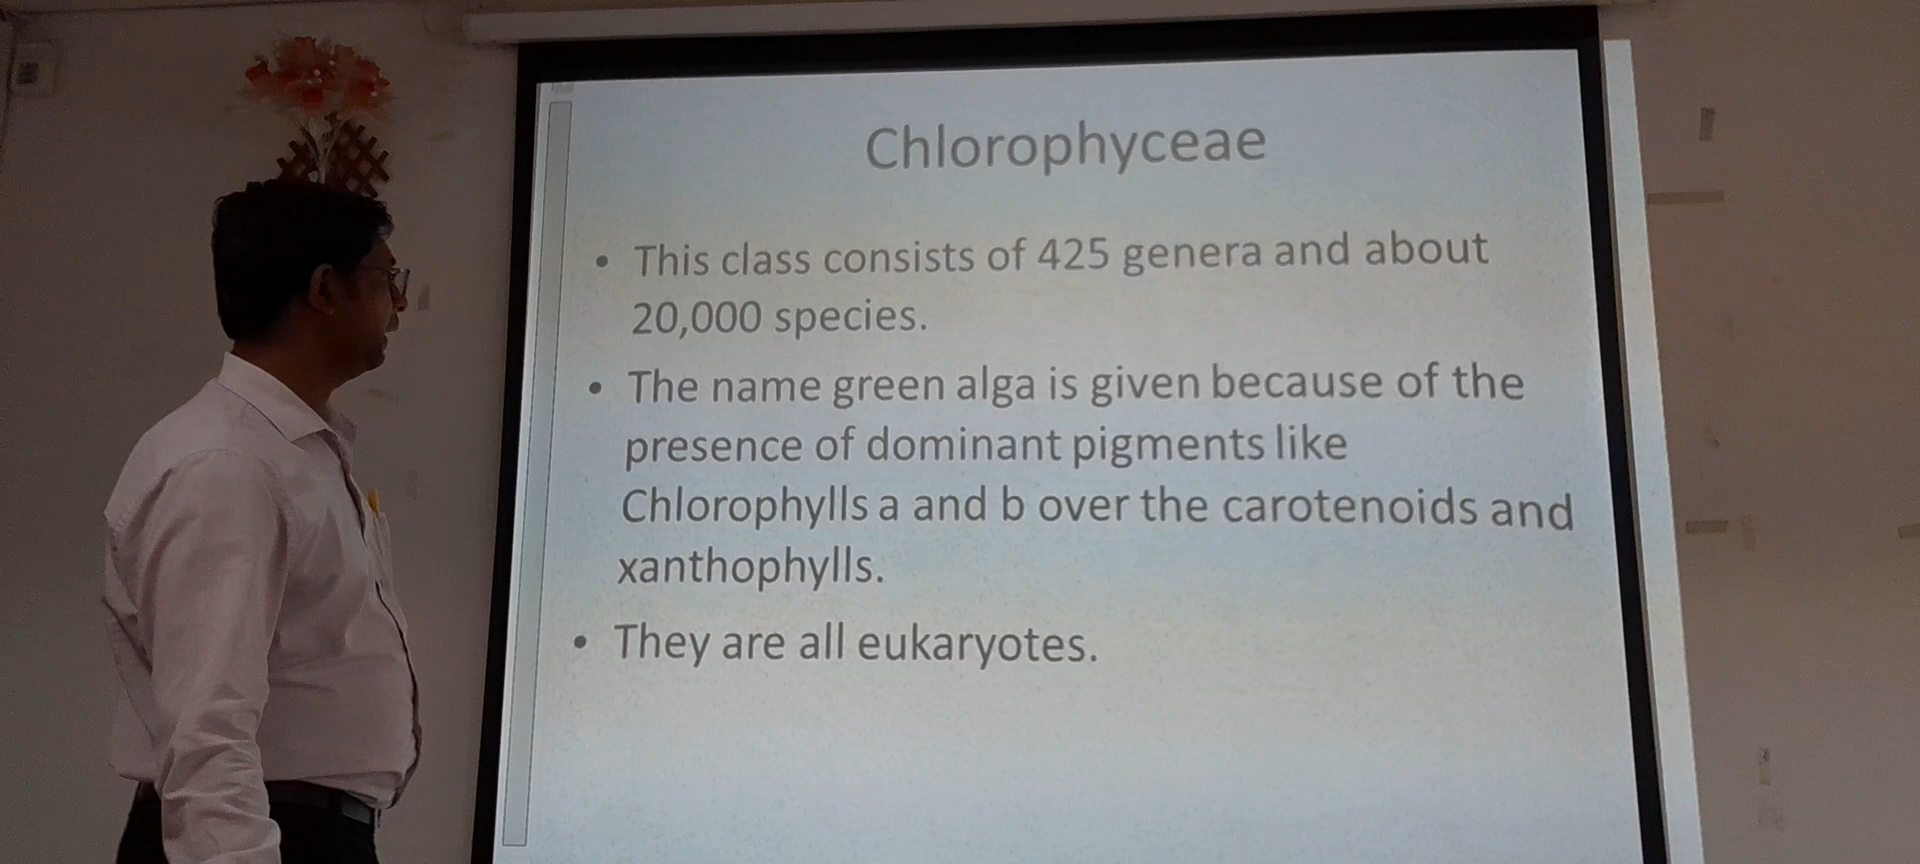 Chlorophyceae
• This class consists of 425 genera and about
20,000 species.
• The name green alga is given because of the
presence of dominant pigments like
Chlorophylls a and b over the carotenoids and
xanthophylls.
• They are all eukaryotes.